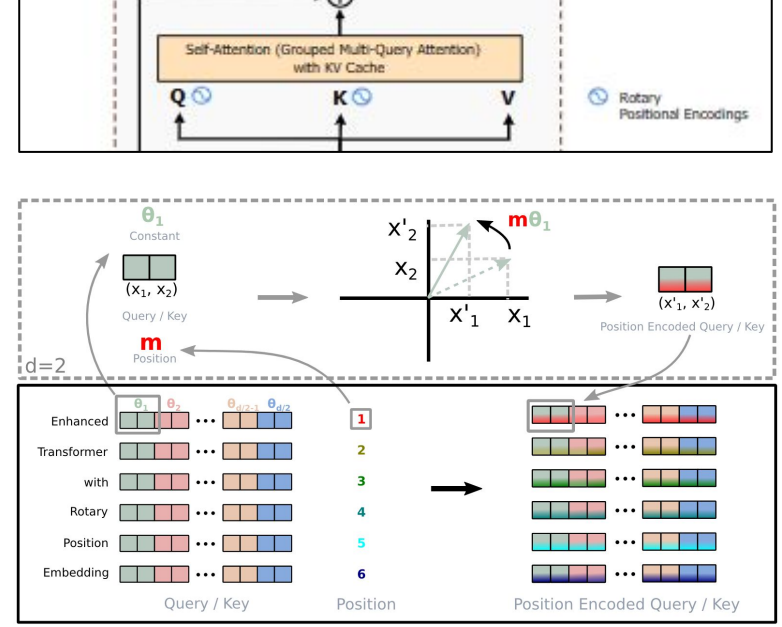 Self-Attention (Grouped Multi-Query Attention)
with KV Cache
Q K V
Rotary
Positional Encodings
θ1
Constant
(x1, x2)
Query / Key
m
Position
d=2
x'2
x2
x'1 x1
mθ1
(x'1, x'2)
Position Encoded Query / Key
θ1 θ2 ... θd/2-1 θd/2
Enhanced ... 1 ...
Transformer ... 2 ...
with ... 3 ...
Rotary ... 4 ...
Position ... 5 ...
Embedding ... 6 ...
Query / Key Position Position Encoded Query / Key